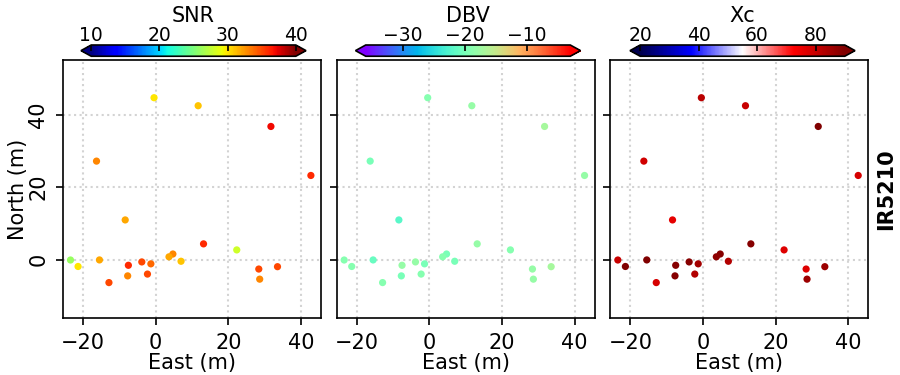 SNR DBV Xc
10 20 30 40 −30 −20 −10 20 40 60 80
40
20
0
North (m)
IR5210
−20 0 20 40 −20 0 20 40 −20 0 20 40
East (m) East (m) East (m)